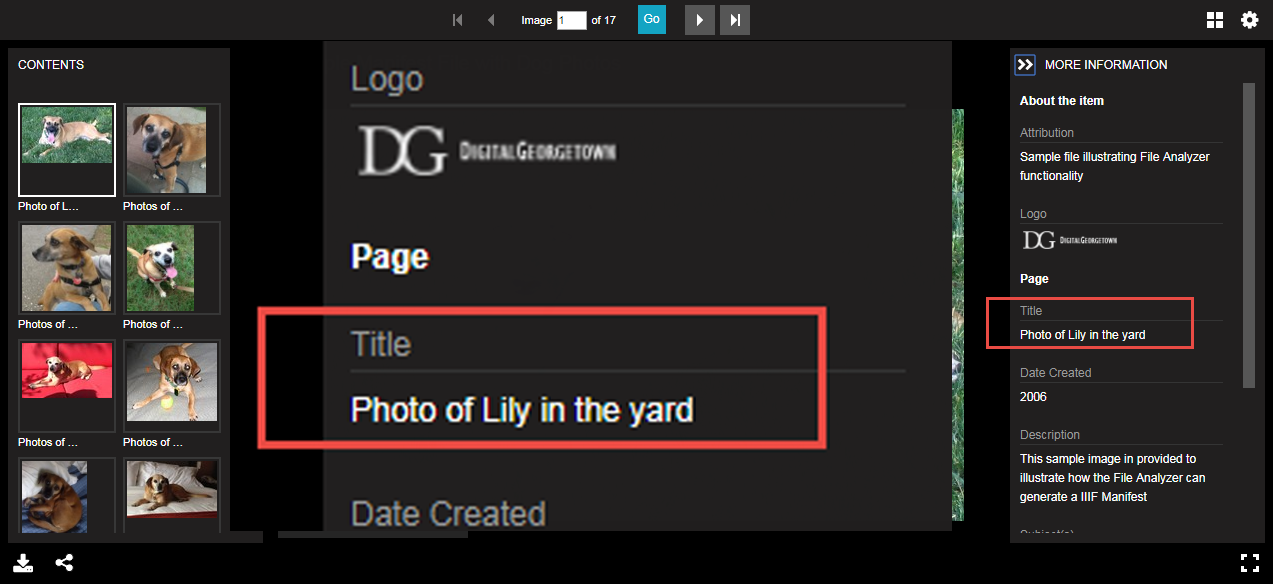 Image 1 of 17 Go
CONTENTS
Photo of L...
Photos of ...
Photos of ...
Photos of ...
Photos of ...
Photos of ...
Logo
DG DIGITALGEORGETOWN
Page
Title
Photo of Lily in the yard
Date Created
MORE INFORMATION
About the item
Attribution
Sample file illustrating File Analyzer
functionality
Logo
DG DIGITALGEORGETOWN
Page
Title
Photo of Lily in the yard
Date Created
2006
Description
This sample image in provided to
illustrate how the File Analyzer can
generate a IIIF Manifest